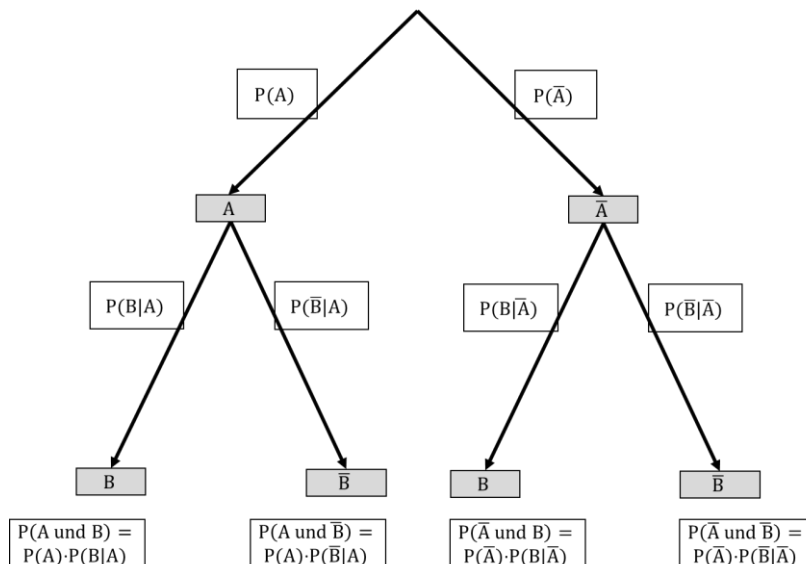 P(A)
P(A̅)
A
A̅
P(B|A)
P(B̅|A)
P(B|A̅)
P(B̅|A̅)
B
B̅
B
B̅
P(A und B) =
P(A)·P(B|A)
P(A und B̅) =
P(A)·P(B̅|A)
P(A̅ und B) =
P(A̅)·P(B|A̅)
P(A̅ und B̅) =
P(A̅)·P(B̅|A̅)